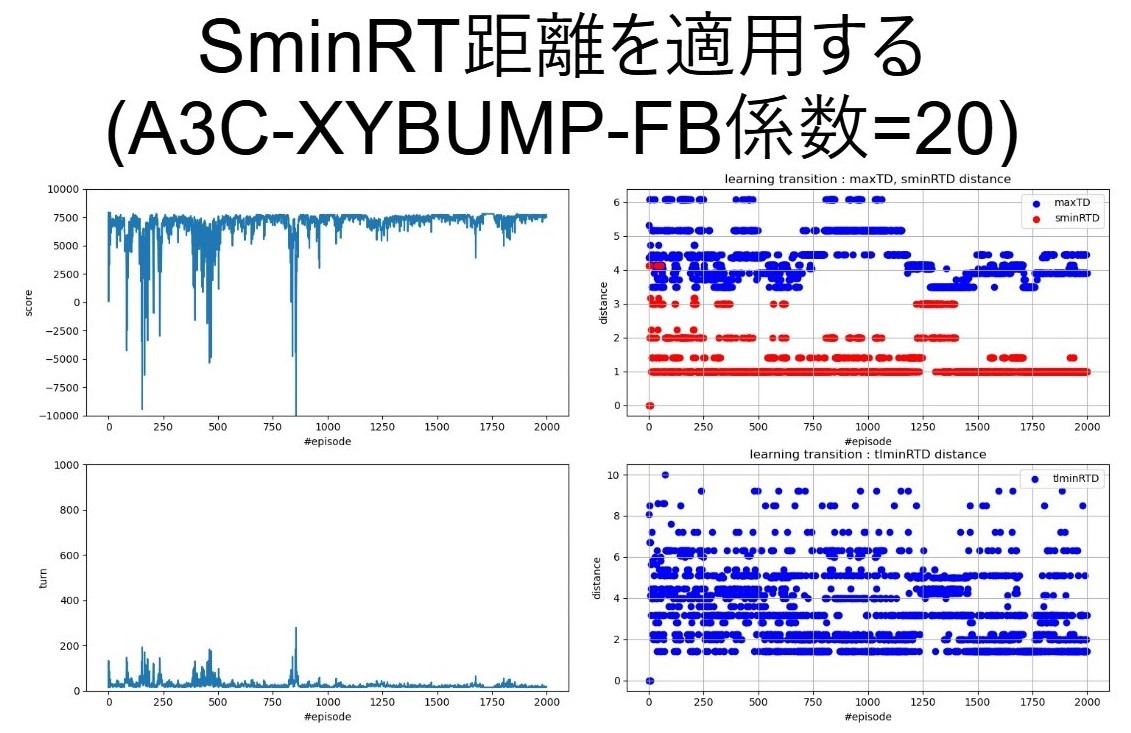 SminRT距離を適用する
(A3C-XYBUMP-FB係数=20)
10000
7500
5000
2500
0
−2500
−5000
−7500
−10000
score
0 250 500 750 1000 1250 1500 1750 2000
#episode
learning transition : maxTD, sminRTD distance
maxTD
sminRTD
6
5
4
3
2
1
0
distance
0 250 500 750 1000 1250 1500 1750 2000
#episode
1000
800
600
400
200
0
turn
0 250 500 750 1000 1250 1500 1750 2000
#episode
learning transition : tlminRTD distance
tlminRTD
10
8
6
4
2
0
distance
0 250 500 750 1000 1250 1500 1750 2000
#episode